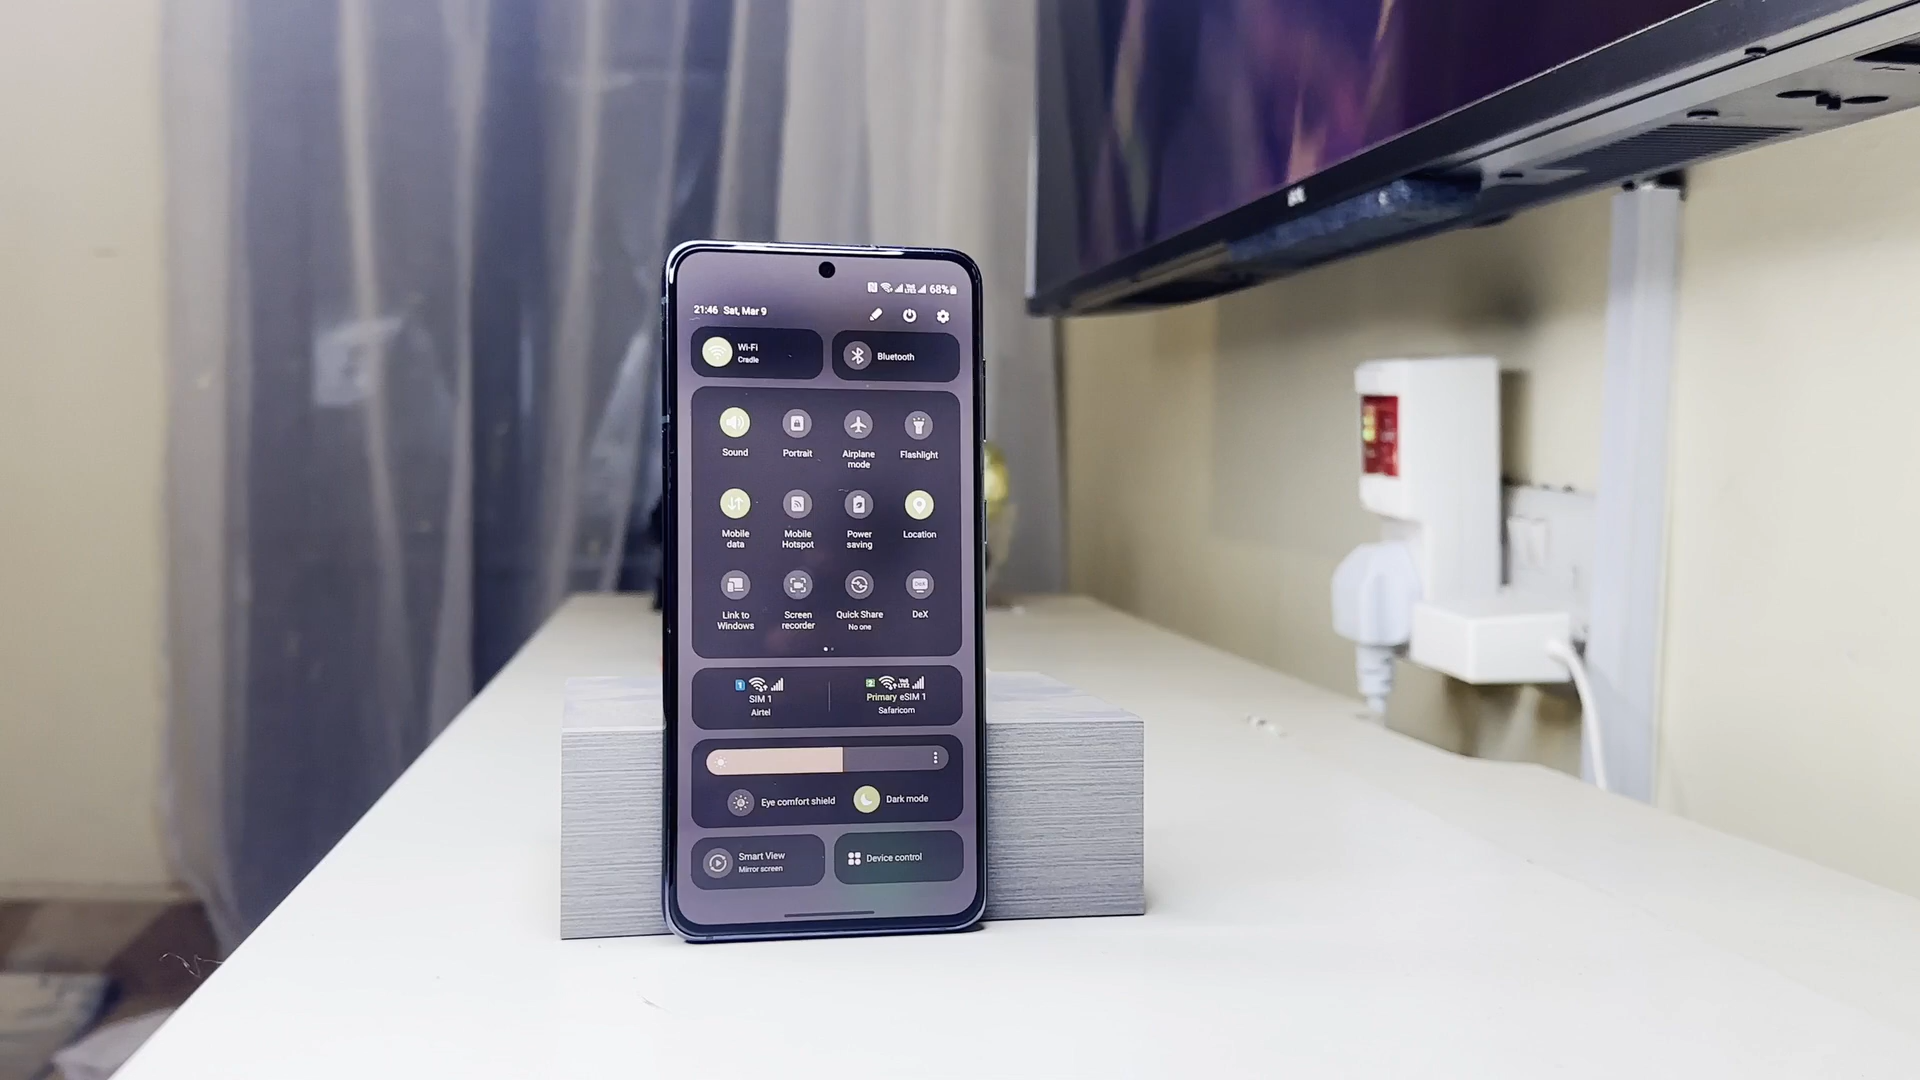 68%
21:46 Sat, Mar 9
Wi-Fi
Cradle
Bluetooth
Sound
Portrait
Airplane
mode
Flashlight
Mobile
data
Mobile
Hotspot
Power
saving
Location
Link to
Windows
Screen
recorder
Quick Share
No one
DeX
1
SIM 1
Airtel
2
Primary eSIM 1
Safaricom
Eye comfort shield
Dark mode
Smart View
Mirror screen
Device control